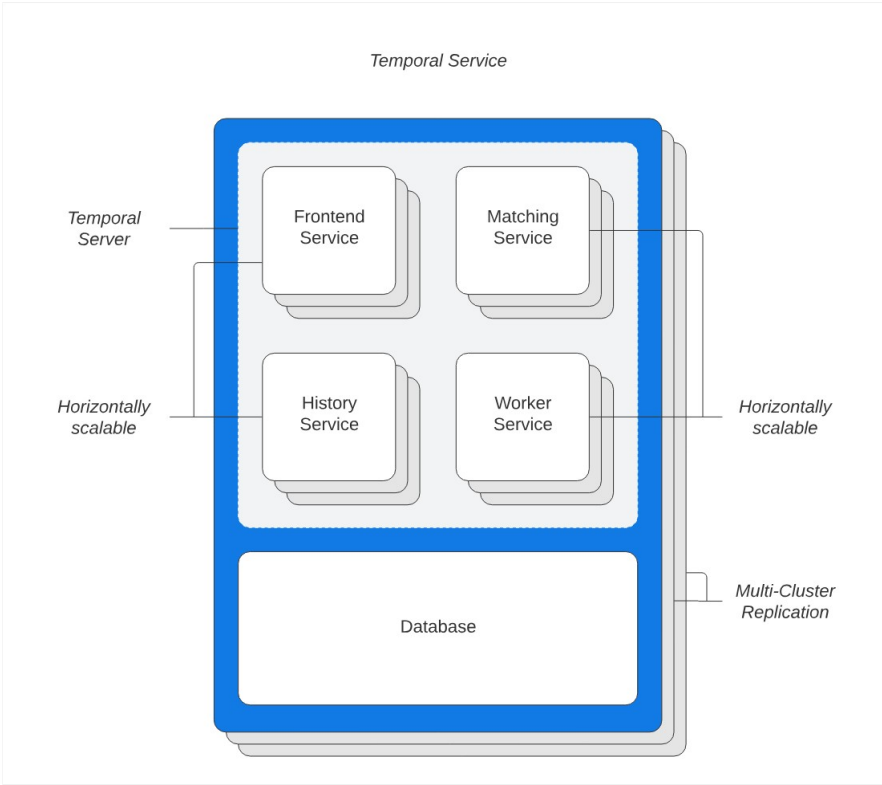 Temporal Service
Temporal
Server
Frontend
Service
Matching
Service
Horizontally
scalable
History
Service
Worker
Service
Horizontally
scalable
Multi-Cluster
Replication
Database